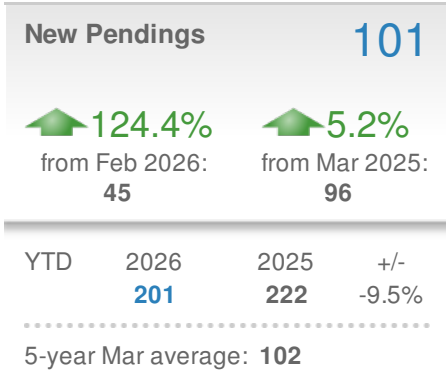 New Pendings 101
124.4% 5.2%
from Feb 2026: from Mar 2025:
45 96
YTD 2026 2025 +/-
201 222 -9.5%
5-year Mar average: 102